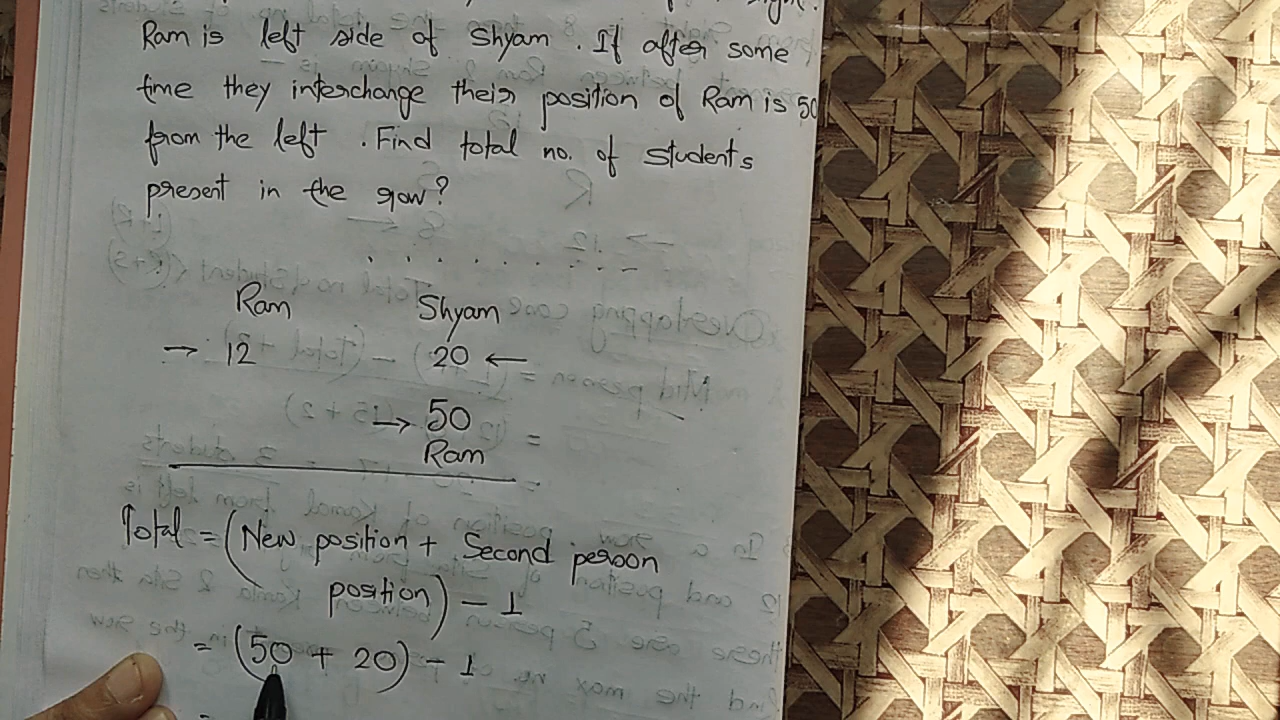 Ram is left side of Shyam. If after some
time they interchange their position of Ram is 50
from the left. Find total no. of students
present in the row?
Ram Shyam
→ 12 20 ←
→ 50
Ram
Total = (New position + Second person
position) - 1
= (50 + 20) - 1
=